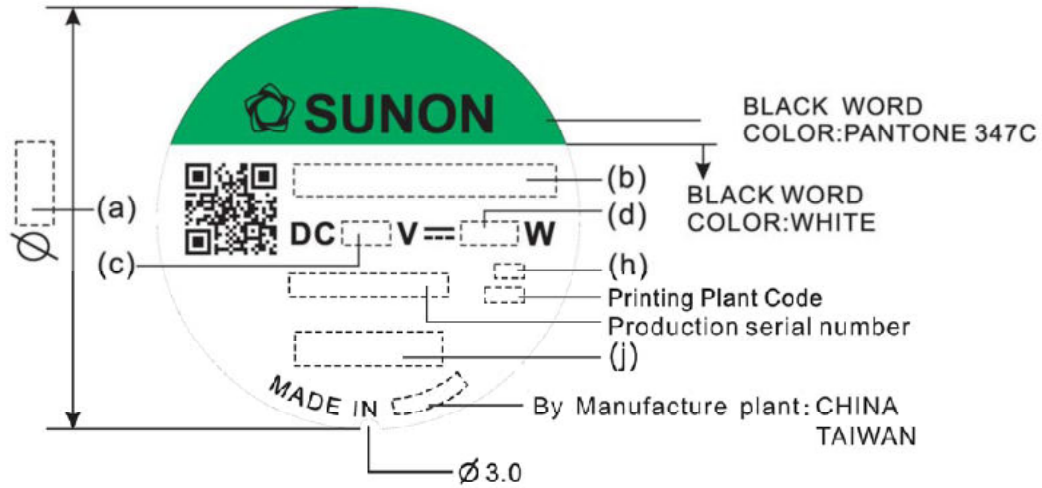 SUNON
BLACK WORD
COLOR:PANTONE 347C
(b)
BLACK WORD
COLOR:WHITE
(a)
(d)
DC V W
Ø
(c)
(h)
Printing Plant Code
Production serial number
(j)
MADE IN
By Manufacture plant: CHINA
TAIWAN
Ø 3.0